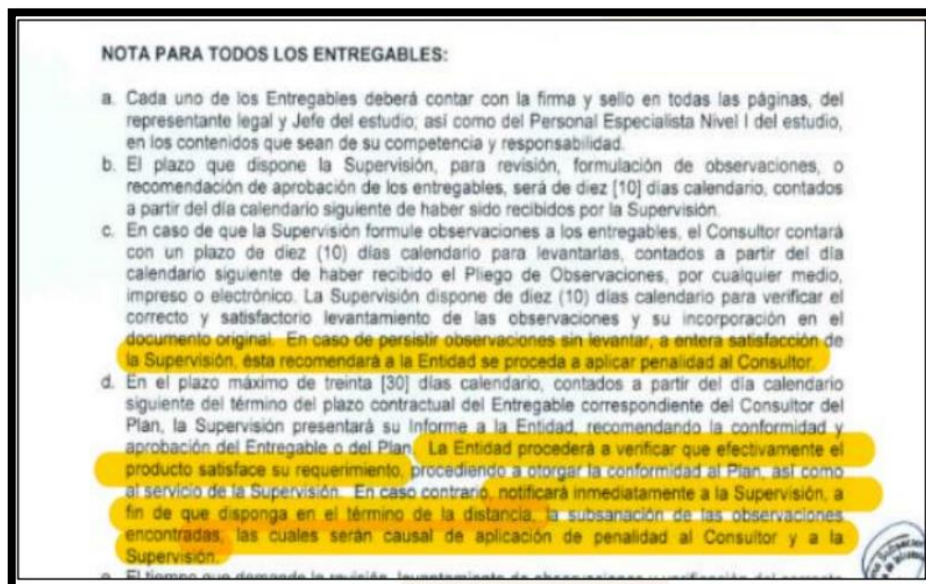 NOTA PARA TODOS LOS ENTREGABLES:
a. Cada uno de los Entregables deberá contar con la firma y sello en todas las páginas, del
representante legal y Jefe del estudio; así como del Personal Especialista Nivel I del estudio,
en los contenidos que sean de su competencia y responsabilidad.
b. El plazo que dispone la Supervisión, para revisión, formulación de observaciones, o
recomendación de aprobación de los entregables, será de diez [10] días calendario, contados
a partir del día calendario siguiente de haber sido recibidos por la Supervisión.
c. En caso de que la Supervisión formule observaciones a los entregables, el Consultor contará
con un plazo de diez (10) días calendario para levantarlas, contados a partir del día
calendario siguiente de haber recibido el Pliego de Observaciones, por cualquier medio,
impreso o electrónico. La Supervisión dispone de diez (10) días calendario para verificar el
correcto y satisfactorio levantamiento de las observaciones y su incorporación en el
documento original. En caso de persistir observaciones sin levantar, a entera satisfacción de
la Supervisión, ésta recomendará a la Entidad se proceda a aplicar penalidad al Consultor.
d. En el plazo máximo de treinta [30] días calendario, contados a partir del día calendario
siguiente del término del plazo contractual del Entregable correspondiente del Consultor del
Plan, la Supervisión presentará su Informe a la Entidad, recomendando la conformidad y
aprobación del Entregable o del Plan. La Entidad procederá a verificar que efectivamente el
producto satisface su requerimiento, procediendo a otorgar la conformidad al Plan, así como
al servicio de la Supervisión. En caso contrario, notificará inmediatamente a la Supervisión, a
fin de que disponga en el término de la distancia, la subsanación de las observaciones
encontradas, las cuales serán causal de aplicación de penalidad al Consultor y a la
Supervisión.